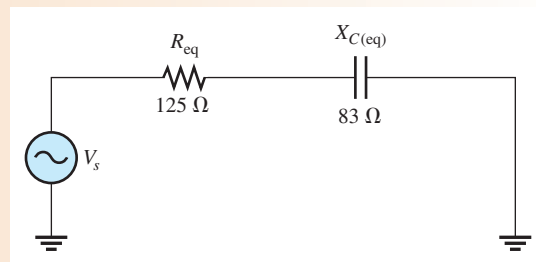 R_eq
X_C(eq)
125 Ω
83 Ω
V_s